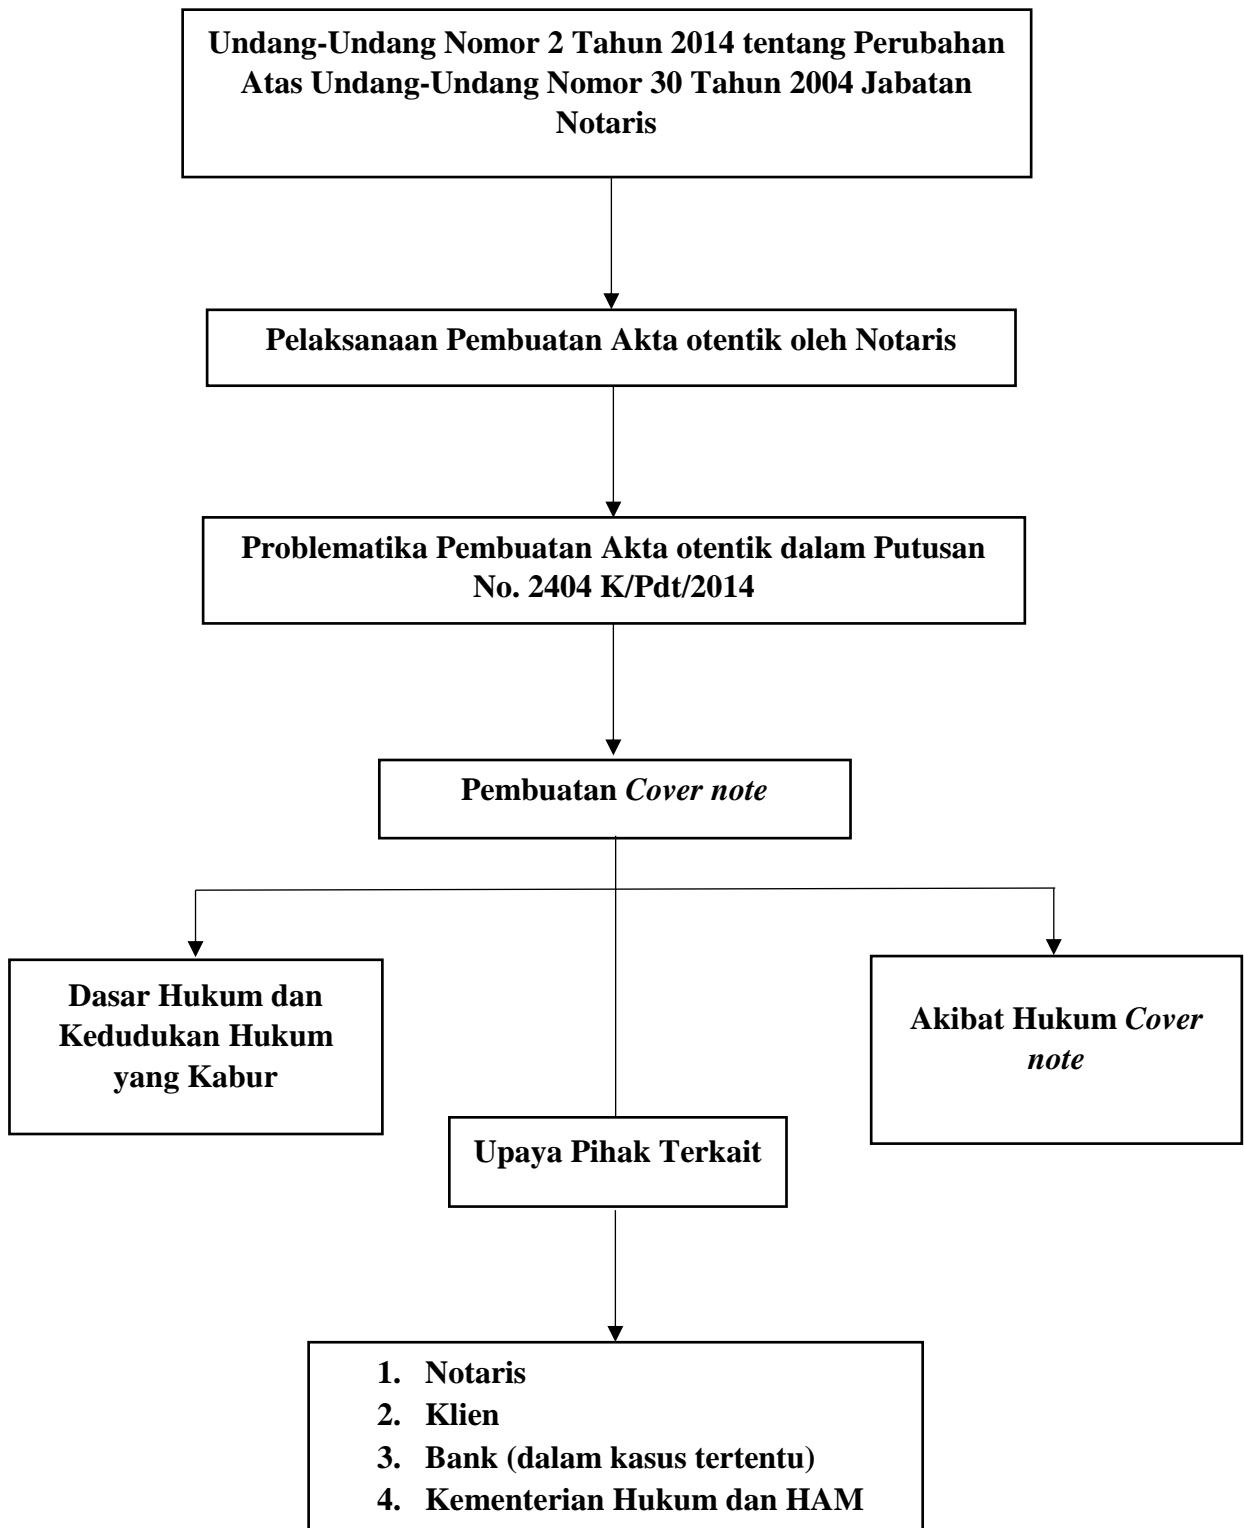 Undang-Undang Nomor 2 Tahun 2014 tentang Perubahan
Atas Undang-Undang Nomor 30 Tahun 2004 Jabatan
Notaris
Pelaksanaan Pembuatan Akta otentik oleh Notaris
Problematika Pembuatan Akta otentik dalam Putusan
No. 2404 K/Pdt/2014
Pembuatan Cover note
Dasar Hukum dan
Kedudukan Hukum
yang Kabur
Akibat Hukum Cover
note
Upaya Pihak Terkait
1. Notaris
2. Klien
3. Bank (dalam kasus tertentu)
4. Kementerian Hukum dan HAM